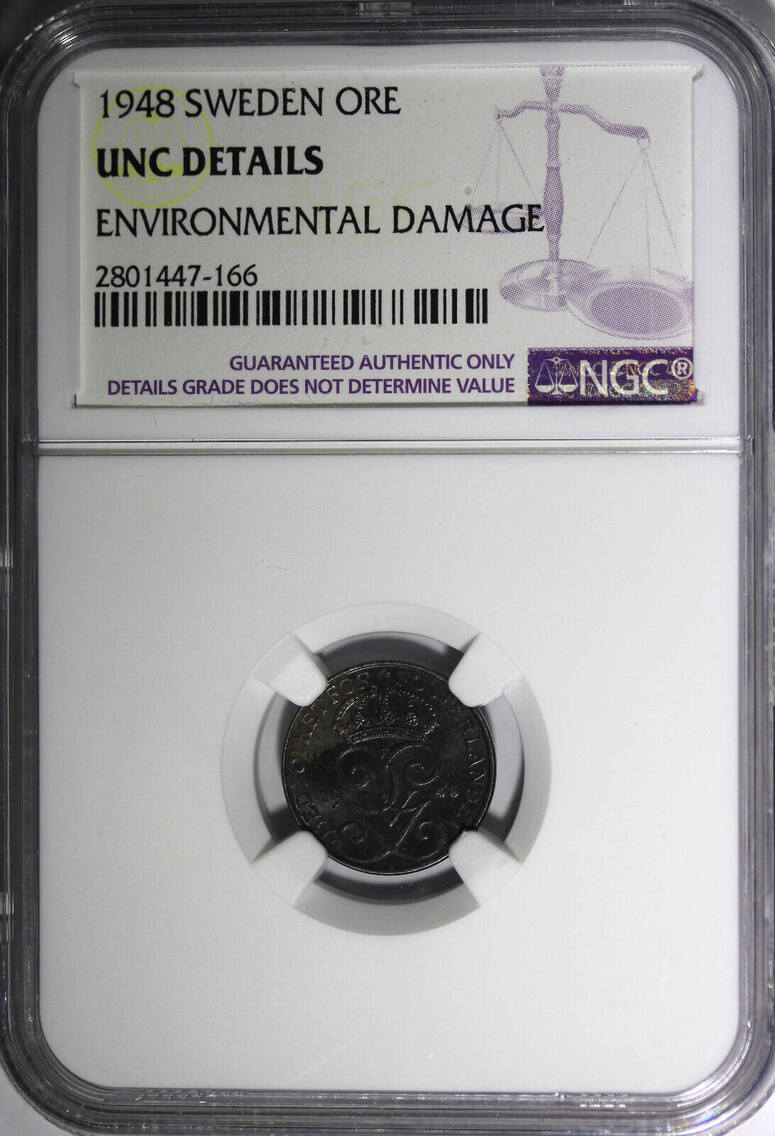 1948 SWEDEN ORE
UNC DETAILS
ENVIRONMENTAL DAMAGE
2801447-166
GUARANTEED AUTHENTIC ONLY
DETAILS GRADE DOES NOT DETERMINE VALUE
NGC®